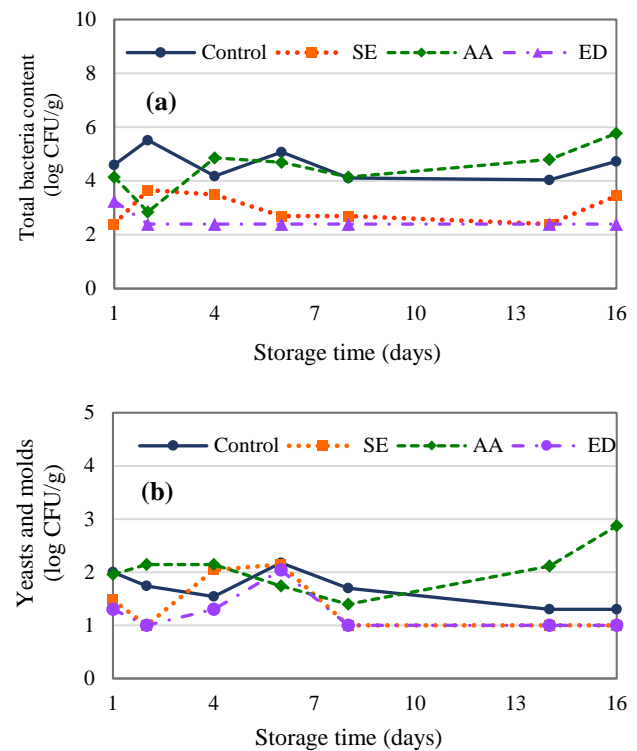 10
8
6
4
2
0
Total bacteria content
(log CFU/g)
Control SE AA ED
(a)
1 4 7 10 13 16
Storage time (days)
5
4
3
2
1
0
Yeasts and molds
(log CFU/g)
Control SE AA ED
(b)
1 4 7 10 13 16
Storage time (days)